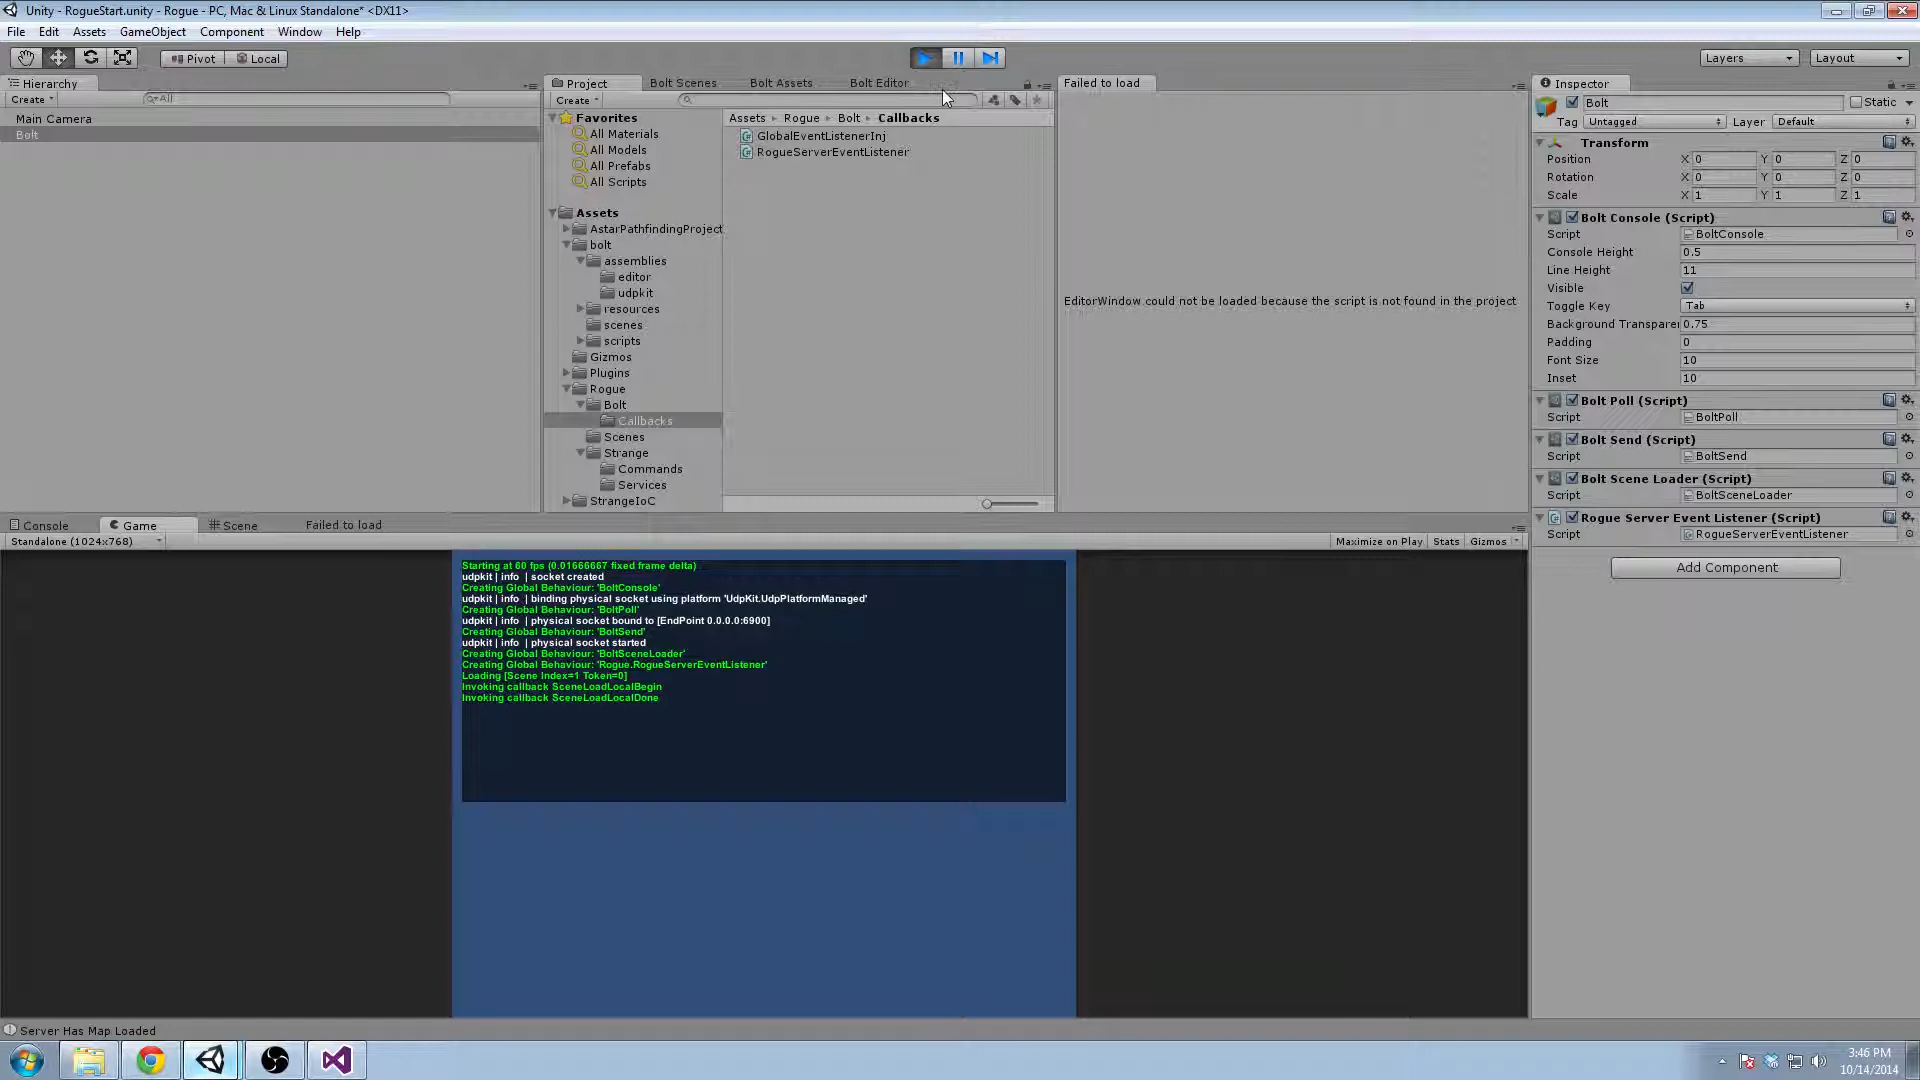 Unity - RogueStart.unity - Rogue - PC, Mac & Linux Standalone* <DX11>
File Edit Assets GameObject Component Window Help
Pivot Local Layers Layout
Hierarchy
Create All
Main Camera
Bolt
Project Bolt Scenes Bolt Assets Bolt Editor
Create
Favorites
All Materials
All Models
All Prefabs
All Scripts
Assets
AstarPathfindingProject
bolt
assemblies
editor
udpkit
resources
scenes
scripts
Gizmos
Plugins
Rogue
Bolt
Callbacks
Scenes
Strange
Commands
Services
StrangeIoC
Assets Rogue Bolt Callbacks
GlobalEventListenerInj
RogueServerEventListener
Failed to load
EditorWindow could not be loaded because the script is not found in the project
Inspector
Bolt Static
Tag Untagged Layer Default
Transform
Position X 0 Y 0 Z 0
Rotation X 0 Y 0 Z 0
Scale X 1 Y 1 Z 1
Bolt Console (Script)
Script BoltConsole
Console Height 0.5
Line Height 11
Visible
Toggle Key Tab
Background Transparer 0.75
Padding 0
Font Size 10
Inset 10
Bolt Poll (Script)
Script BoltPoll
Bolt Send (Script)
Script BoltSend
Bolt Scene Loader (Script)
Script BoltSceneLoader
Rogue Server Event Listener (Script)
Script RogueServerEventListener
Add Component
Console Game Scene Failed to load
Standalone (1024x768) Maximize on Play Stats Gizmos
Starting at 60 fps (0.01666667 fixed frame delta)
udpkit | info | socket created
Creating Global Behaviour: 'BoltConsole'
udpkit | info | binding physical socket using platform 'UdpKit.UdpPlatformManaged'
Creating Global Behaviour: 'BoltPoll'
udpkit | info | physical socket bound to [EndPoint 0.0.0.0:6900]
Creating Global Behaviour: 'BoltSend'
udpkit | info | physical socket started
Creating Global Behaviour: 'BoltSceneLoader'
Creating Global Behaviour: 'Rogue.RogueServerEventListener'
Loading [Scene Index=1 Token=0]
Invoking callback SceneLoadLocalBegin
Invoking callback SceneLoadLocalDone
Server Has Map Loaded
3:46 PM
10/14/2014